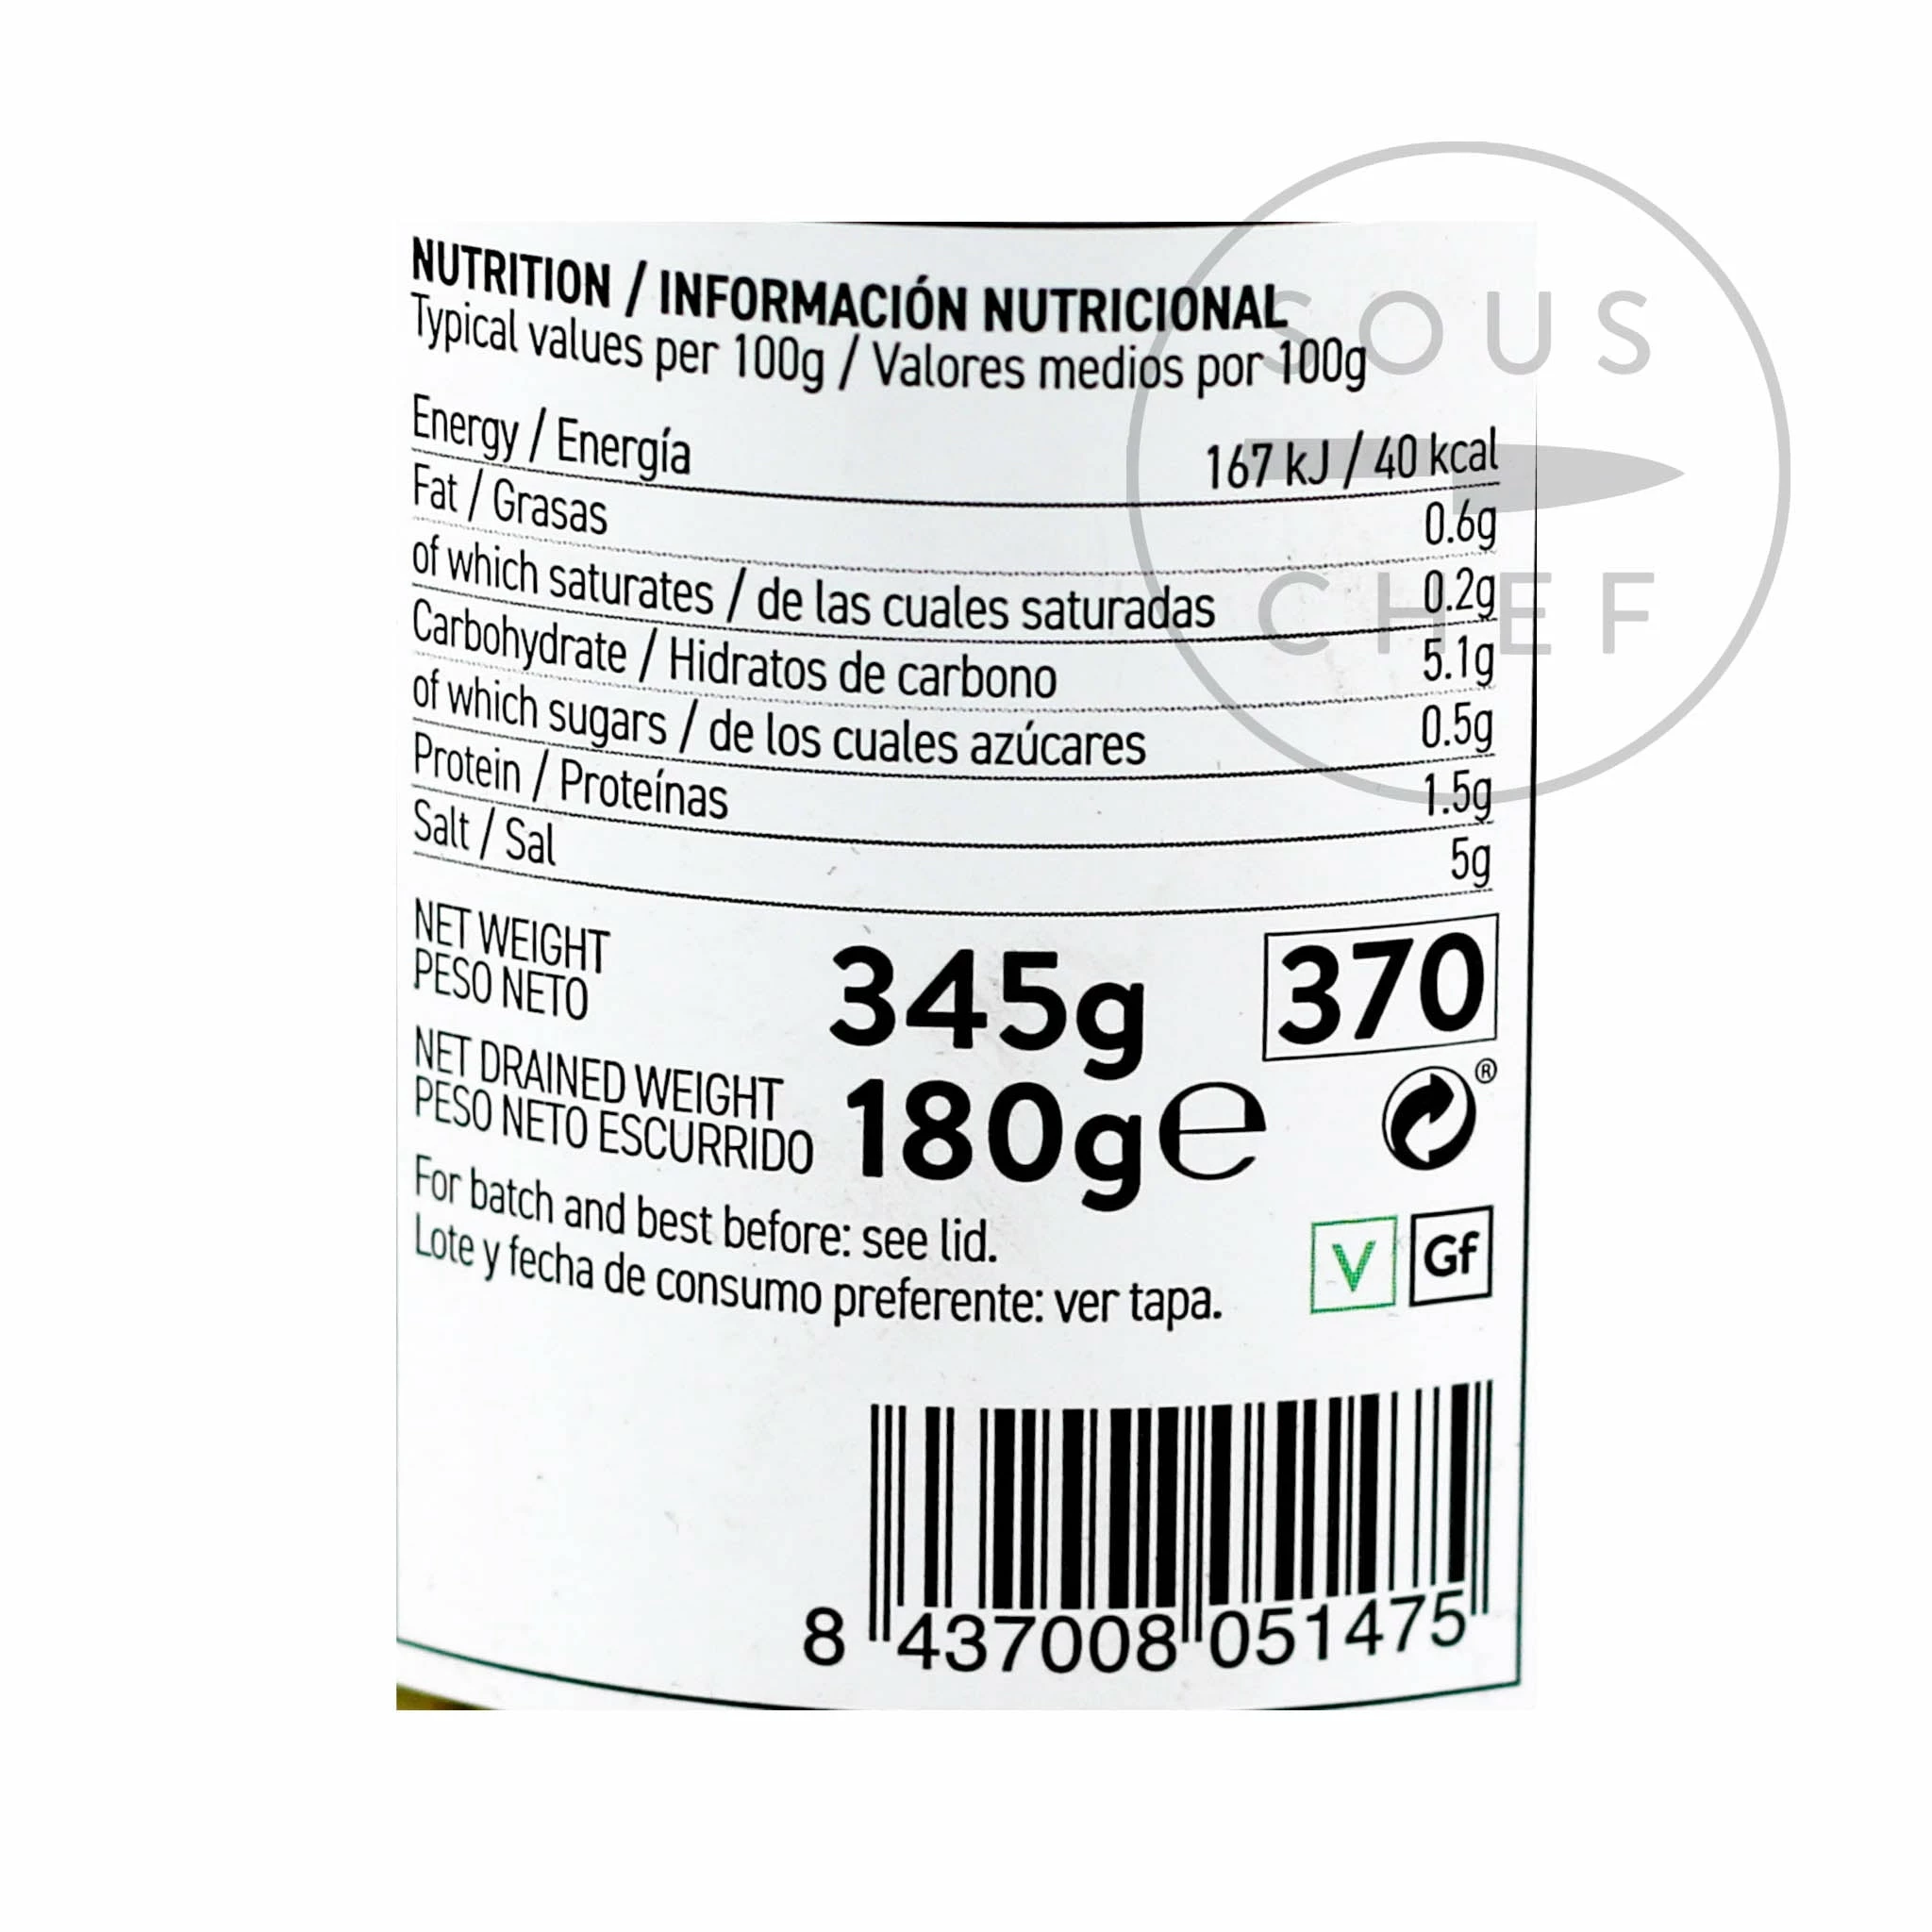 NUTRITION / INFORMACIÓN NUTRICIONAL
Typical values per 100g / Valores medios por 100g
Energy / Energía 167 kJ / 40 kcal
Fat / Grasas 0.6g
of which saturates / de las cuales saturadas 0.2g
Carbohydrate / Hidratos de carbono 5.1g
of which sugars / de los cuales azúcares 0.5g
Protein / Proteínas 1.5g
Salt / Sal 5g
NET WEIGHT
PESO NETO
345g
370
NET DRAINED WEIGHT
PESO NETO ESCURRIDO
180g℮
®
For batch and best before: see lid.
Lote y fecha de consumo preferente: ver tapa.
V Gf
8 437008 051475
SOUS
CHEF